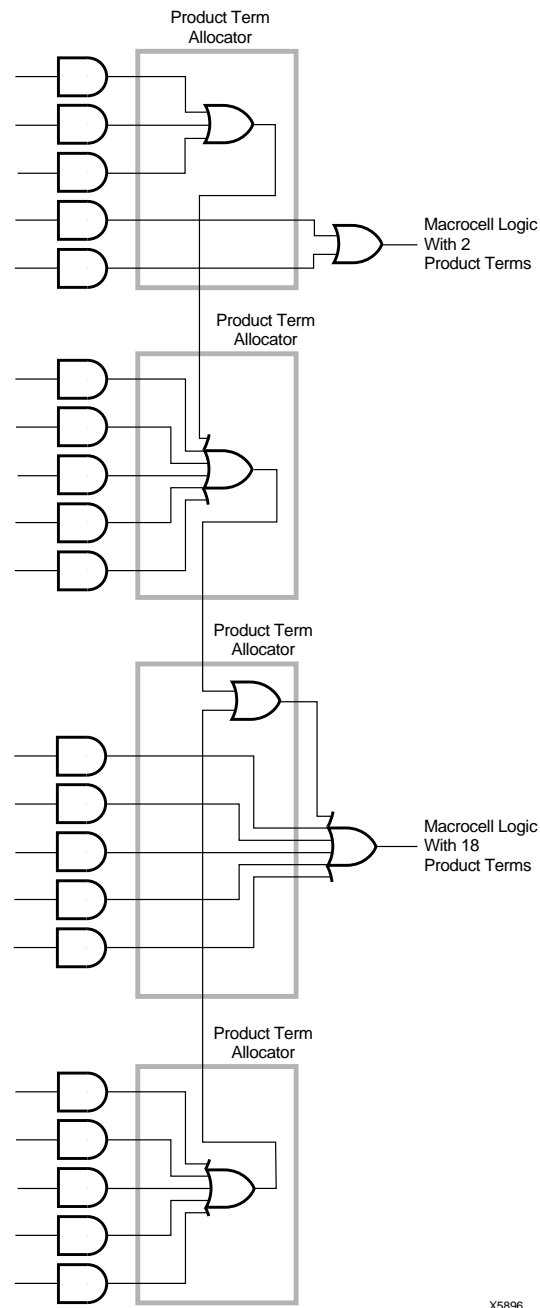 Product Term
Allocator
Macrocell Logic
With 2
Product Terms
Product Term
Allocator
Product Term
Allocator
Macrocell Logic
With 18
Product Terms
Product Term
Allocator
X5896